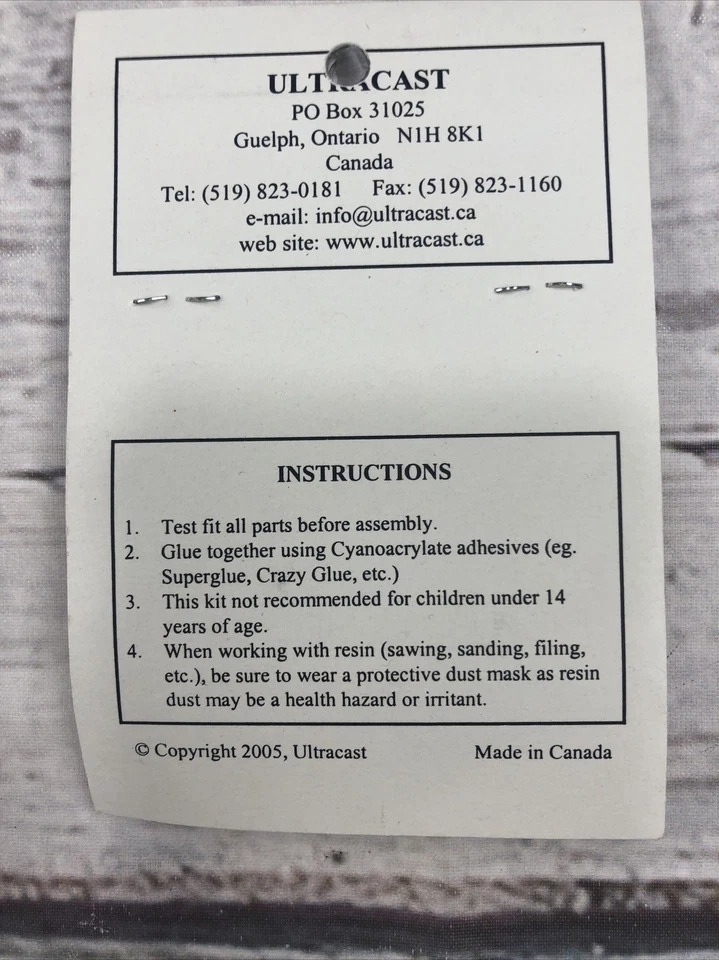 ULTRACAST
PO Box 31025
Guelph, Ontario N1H 8K1
Canada
Tel: (519) 823-0181 Fax: (519) 823-1160
e-mail: info@ultracast.ca
web site: www.ultracast.ca
INSTRUCTIONS
1. Test fit all parts before assembly.
2. Glue together using Cyanoacrylate adhesives (eg.
Superglue, Crazy Glue, etc.)
3. This kit not recommended for children under 14
years of age.
4. When working with resin (sawing, sanding, filing,
etc.), be sure to wear a protective dust mask as resin
dust may be a health hazard or irritant.
© Copyright 2005, Ultracast Made in Canada